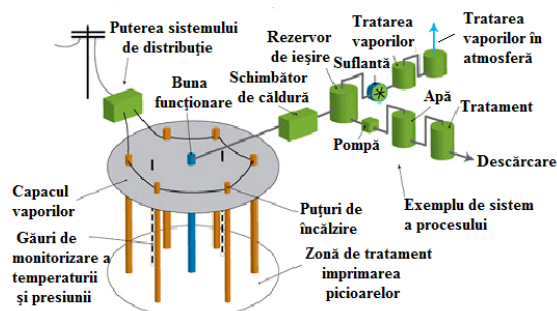 Puterea sistemului
de distribuție
Buna
funcționare
Schimbător
de căldură
Rezervor
de ieșire
Tratarea
vaporilor
Suflantă
Tratarea
vaporilor în
atmosferă
Apă
Tratament
Pompă
Descărcare
Exemplu de sistem
a procesului
Capacul
vaporilor
Găuri de
monitorizare a
temperaturii
și presiunii
Puțuri de
încălzire
Zonă de tratament
imprimarea
picioarelor